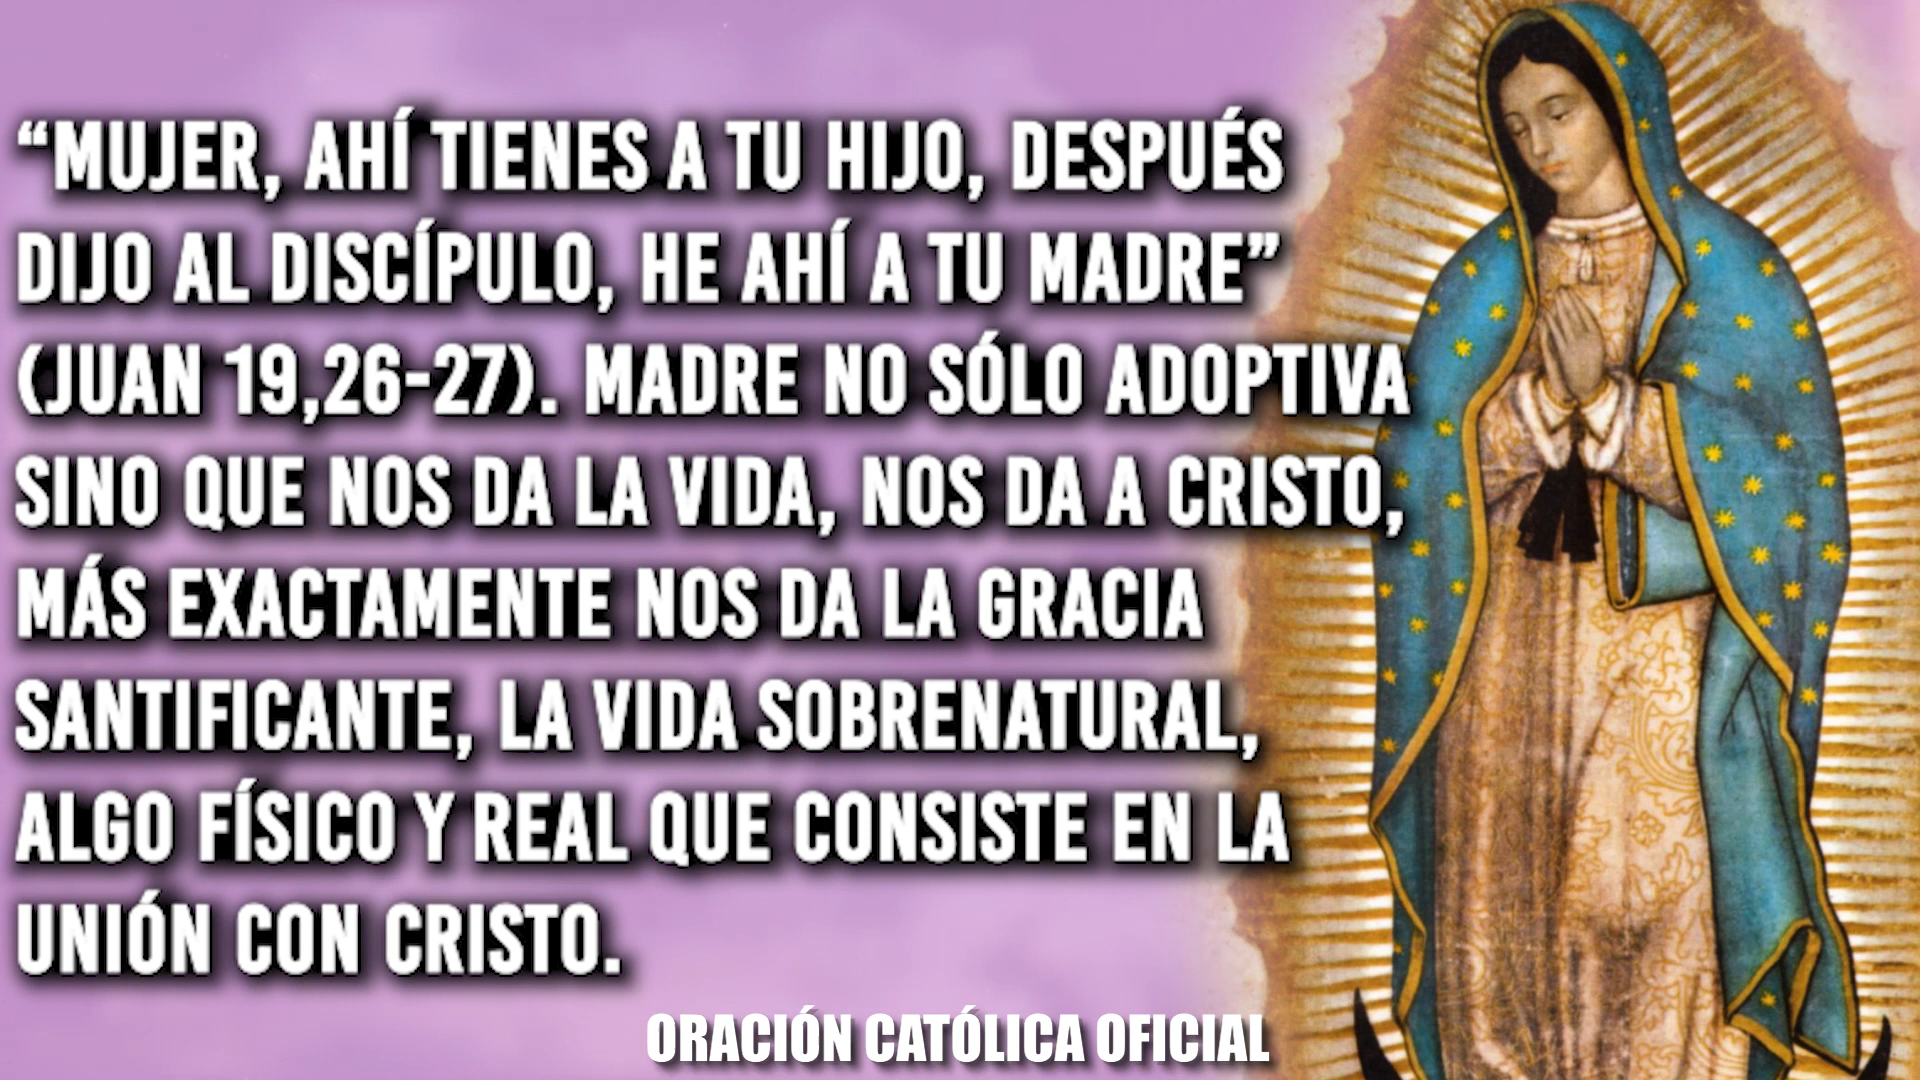 “MUJER, AHÍ TIENES A TU HIJO, DESPUÉS
DIJO AL DISCÍPULO, HE AHÍ A TU MADRE”
(JUAN 19,26-27). MADRE NO SÓLO ADOPTIVA
SINO QUE NOS DA LA VIDA, NOS DA A CRISTO,
MÁS EXACTAMENTE NOS DA LA GRACIA
SANTIFICANTE, LA VIDA SOBRENATURAL,
ALGO FÍSICO Y REAL QUE CONSISTE EN LA
UNIÓN CON CRISTO.
ORACIÓN CATÓLICA OFICIAL